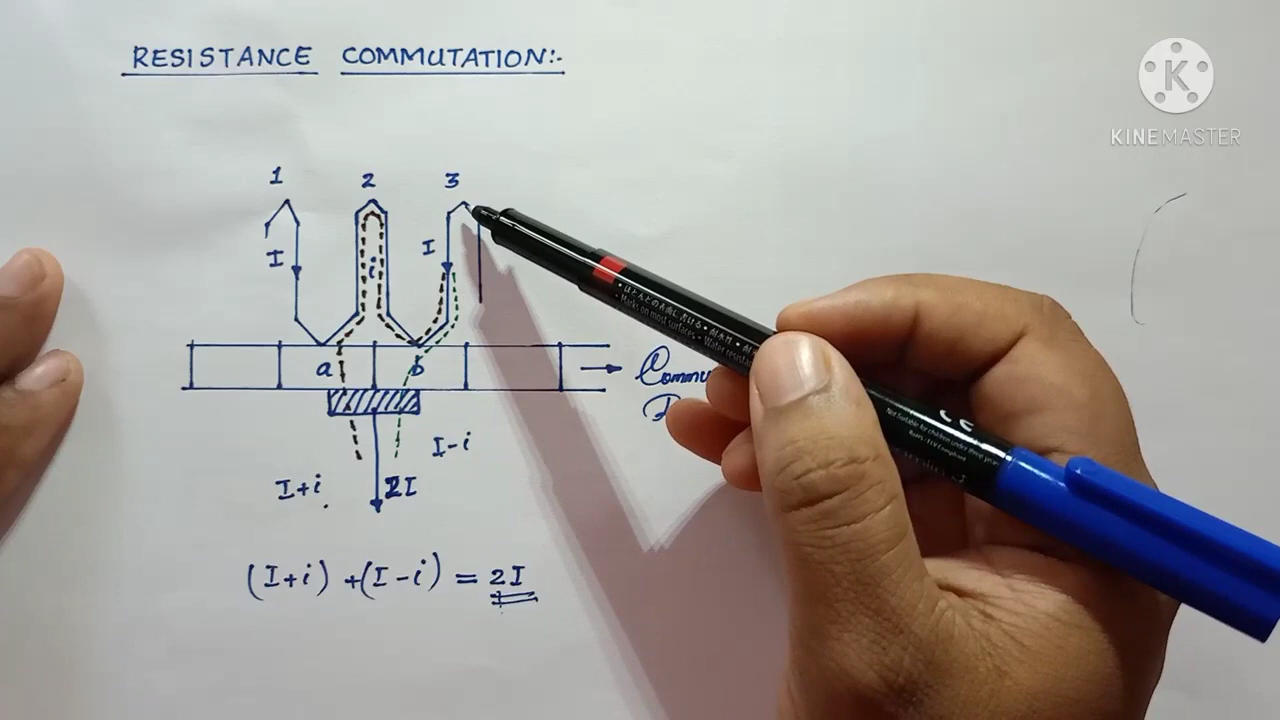 RESISTANCE COMMUTATION:-
KINEMASTER
1 2 3
I i I
a b
I-i
I+i 2I
(I+i) + (I-i) = 2I